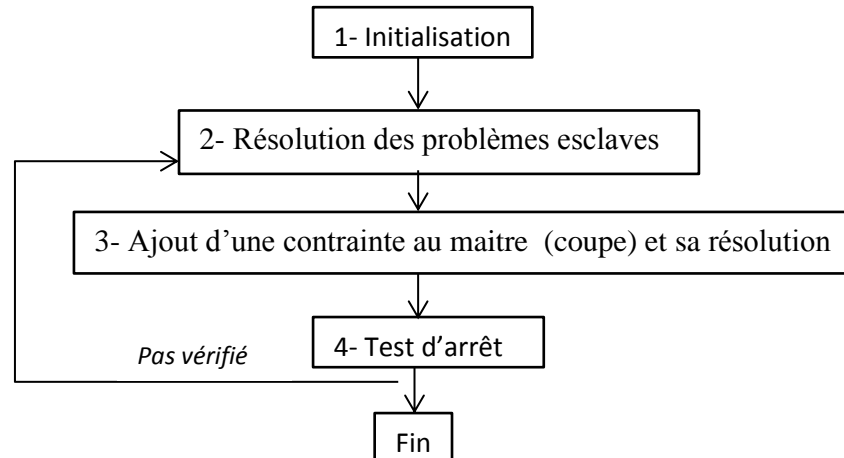 1- Initialisation
2- Résolution des problèmes esclaves
3- Ajout d'une contrainte au maitre (coupe) et sa résolution
4- Test d'arrêt
Pas vérifié
Fin